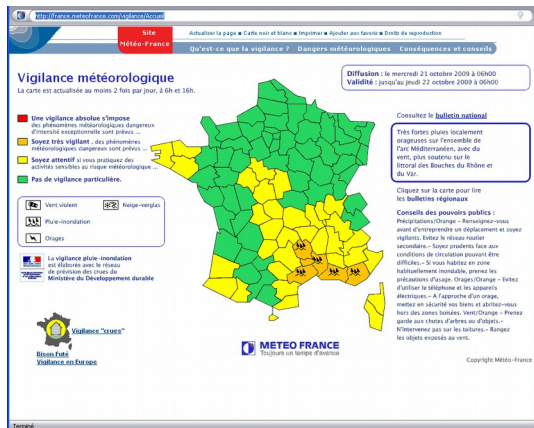 http://france.meteofrance.com/vigilance/Accueil
Site
Météo-France
Actualiser la page ▪ Carte noir et blanc ▪ Imprimer ▪ Ajouter aux favoris ▪ Droits de reproduction
Qu'est-ce que la vigilance ? Dangers météorologiques Conséquences et conseils
Vigilance météorologique
La carte est actualisée au moins 2 fois par jour, à 6h et 16h.
Diffusion : le mercredi 21 octobre 2009 à 06h00
Validité : jusqu'au jeudi 22 octobre 2009 à 06h00
Une vigilance absolue s'impose
des phénomènes météorologiques dangereux
d'intensité exceptionnelle sont prévus ...
Soyez très vigilant , des phénomènes
météorologiques dangereux sont prévus ...
Soyez attentif si vous pratiquez des
activités sensibles au risque météorologique ...
Pas de vigilance particulière.
Vent violent
Neige-verglas
Pluie-inondation
Orages
La vigilance pluie-inondation
est élaborée avec le réseau
de prévision des crues du
Ministère du Développement durable
Vigilance "crues"
Bison Futé
Vigilance en Europe
METEO FRANCE
Toujours un temps d'avance
Consultez le bulletin national
Très fortes pluies localement
orageuses sur l'ensemble de
l'arc Méditerranéen, avec du
vent, plus soutenu sur le
littoral des Bouches du Rhône et
du Var.
Cliquez sur la carte pour lire
les bulletins régionaux
Conseils des pouvoirs publics :
Précipitations/Orange - Renseignez-vous
avant d'entreprendre un déplacement et soyez
vigilants. Evitez le réseau routier
secondaire.- Soyez prudents face aux
conditions de circulation pouvant être
difficiles.- Si vous habitez en zone
habituellement inondable, prenez les
précautions d'usage. Orages/Orange - Evitez
d'utiliser le téléphone et les appareils
électriques.- A l'approche d'un orage,
mettez en sécurité vos biens et abritez-vous
hors des zones boisées. Vent/Orange - Prenez
garde aux chutes d'arbres ou d'objets.-
N'intervenez pas sur les toitures.- Rangez
les objets exposés au vent.
Copyright Météo-France
Terminé